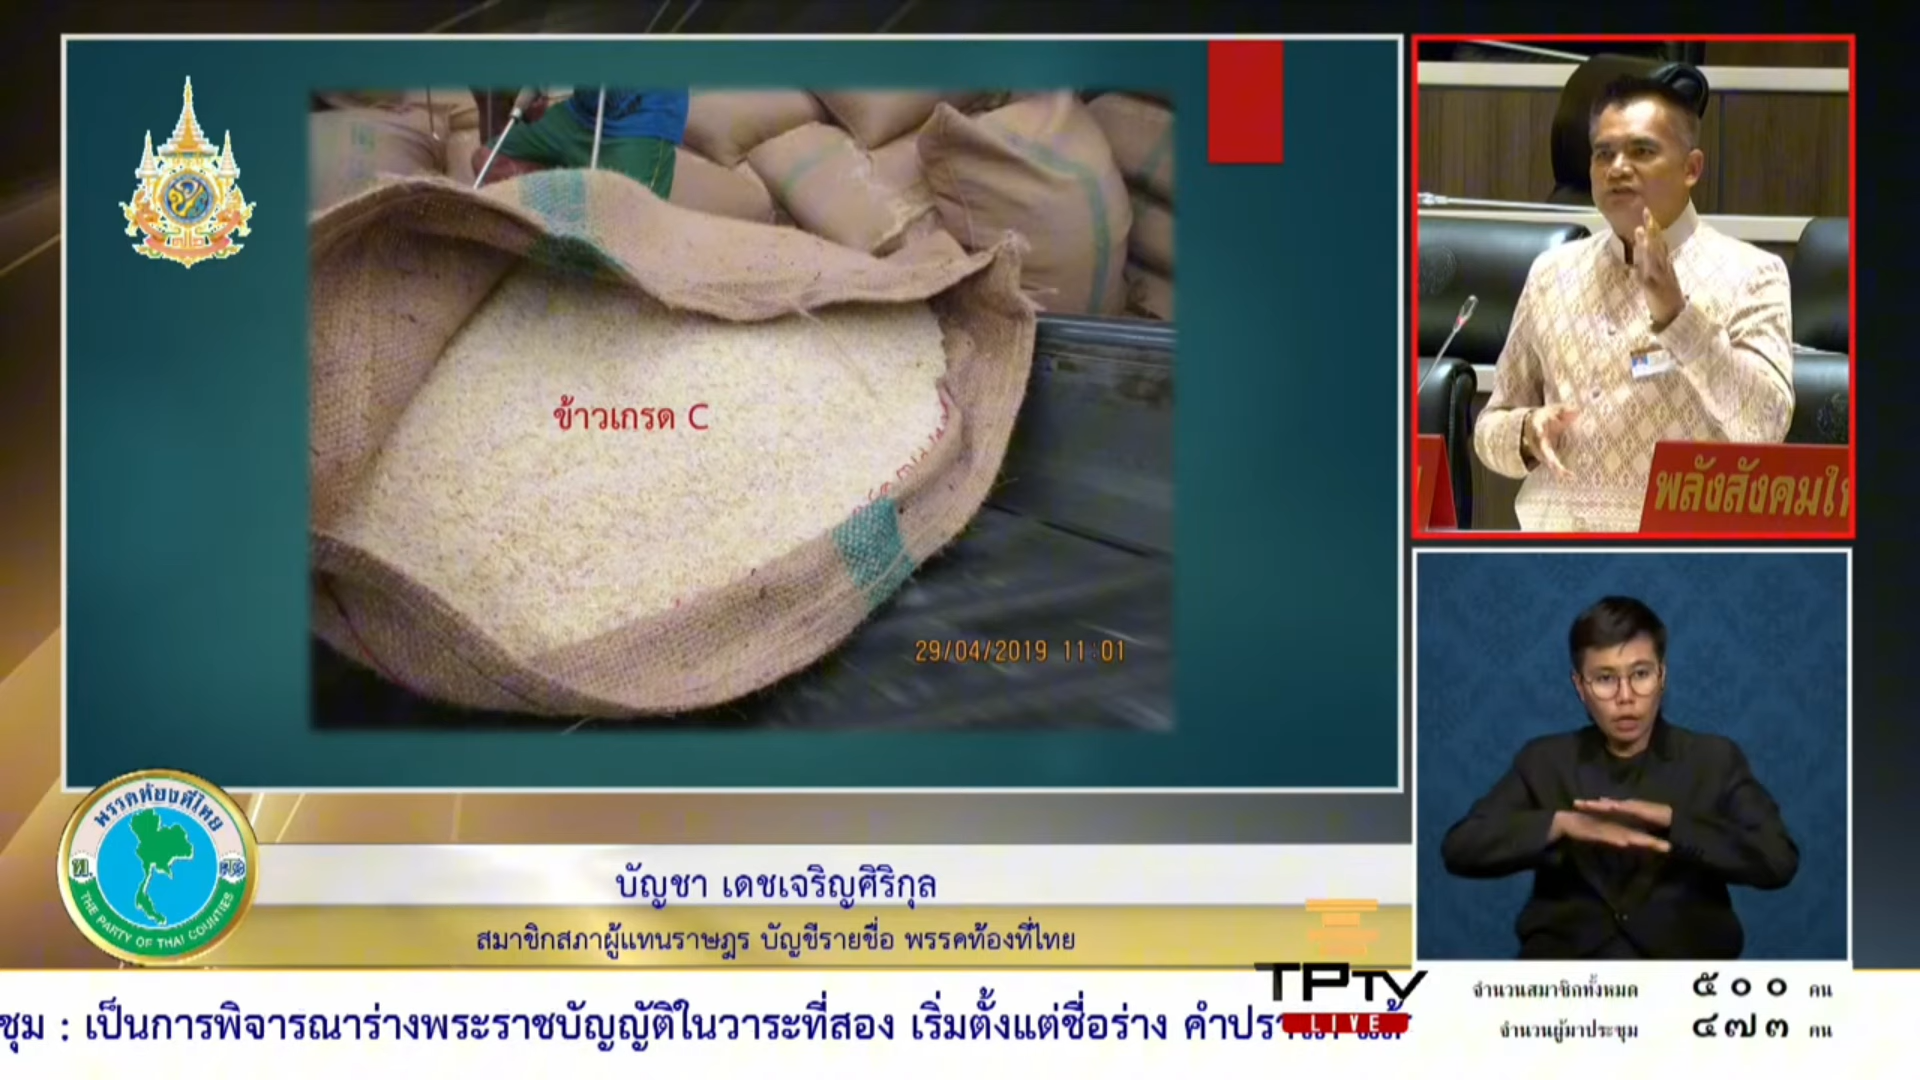 ข้าวเกรด C
29/04/2019 11:01
พลังสังคมให
พรรคท้องที่ไทย
THE PARTY OF THAI COUNTIES
บัญชา เดชเจริญศิริกุล
สมาชิกสภาผู้แทนราษฎร บัญชีรายชื่อ พรรคท้องที่ไทย
TPTV
LIVE
ชุม : เป็นการพิจารณาร่างพระราชบัญญัติในวาระที่สอง เริ่มตั้งแต่ชื่อร่าง คำปรารภ แล้
จำนวนสมาชิกทั้งหมด ๕๐๐ คน
จำนวนผู้มาประชุม ๔๗๓ คน